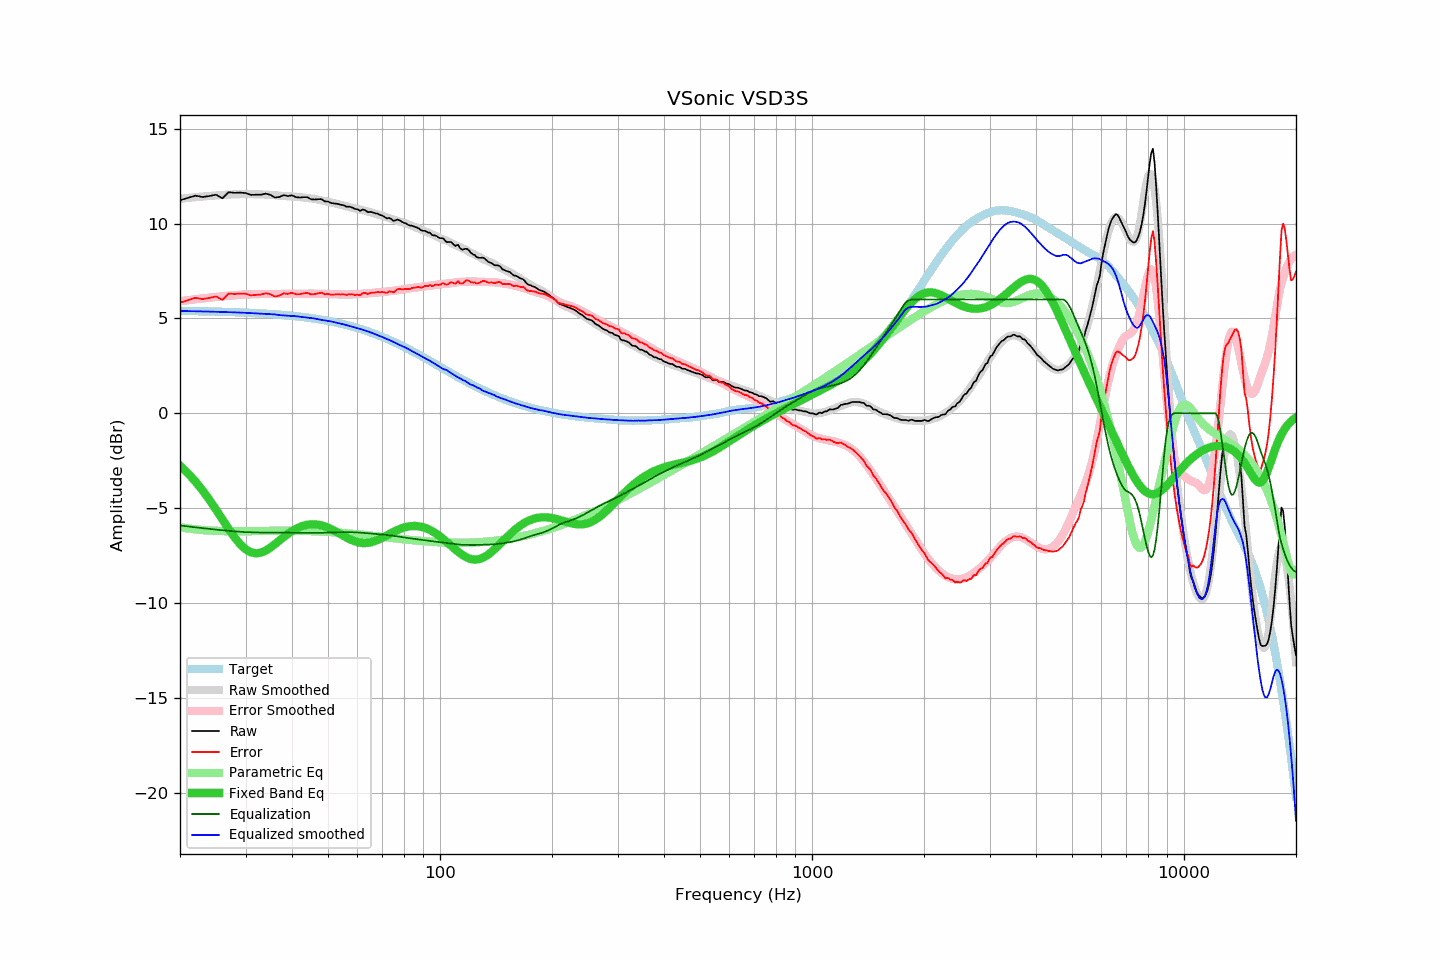 VSonic VSD3S
15
10
5
0
−5
−10
−15
−20
Amplitude (dBr)
Target
Raw Smoothed
Error Smoothed
Raw
Error
Parametric Eq
Fixed Band Eq
Equalization
Equalized smoothed
100
1000
10000
Frequency (Hz)